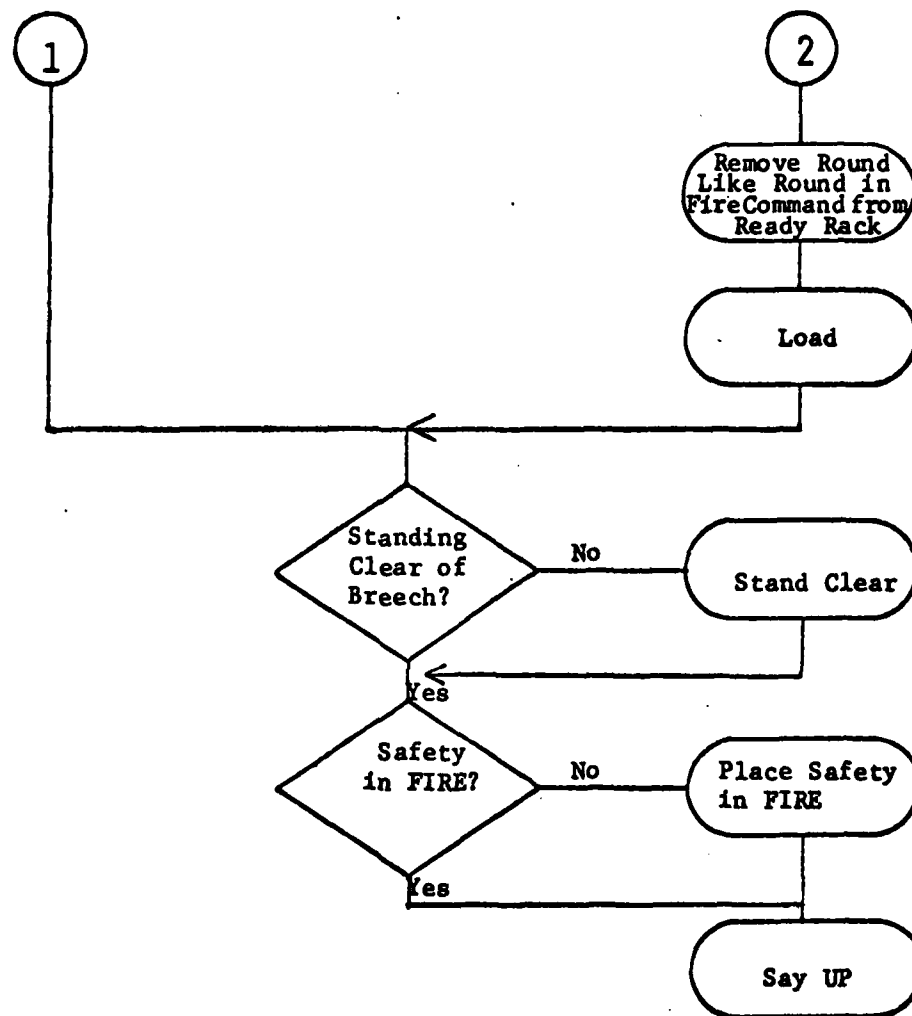 1
2
Remove Round
Like Round in
FireCommand from
Ready Rack
Load
Standing
Clear of
Breech?
No
Stand Clear
Yes
Safety
in FIRE?
No
Place Safety
in FIRE
Yes
Say UP